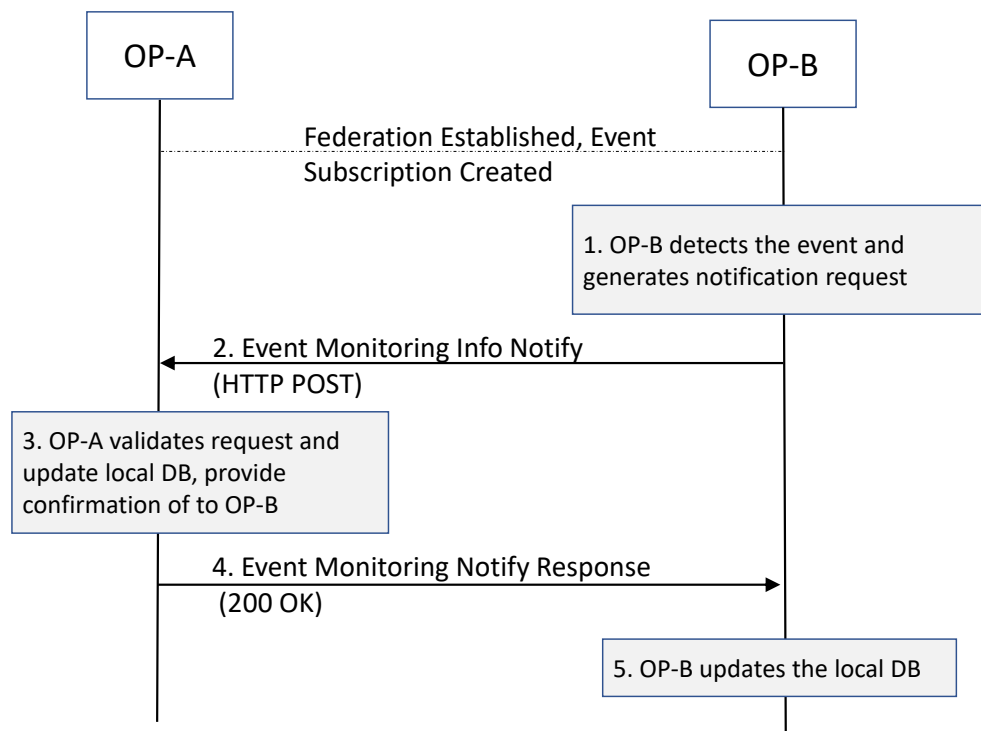 OP-A
OP-B
Federation Established, Event
Subscription Created
1. OP-B detects the event and
generates notification request
2. Event Monitoring Info Notify
(HTTP POST)
3. OP-A validates request and
update local DB, provide
confirmation of to OP-B
4. Event Monitoring Notify Response
(200 OK)
5. OP-B updates the local DB